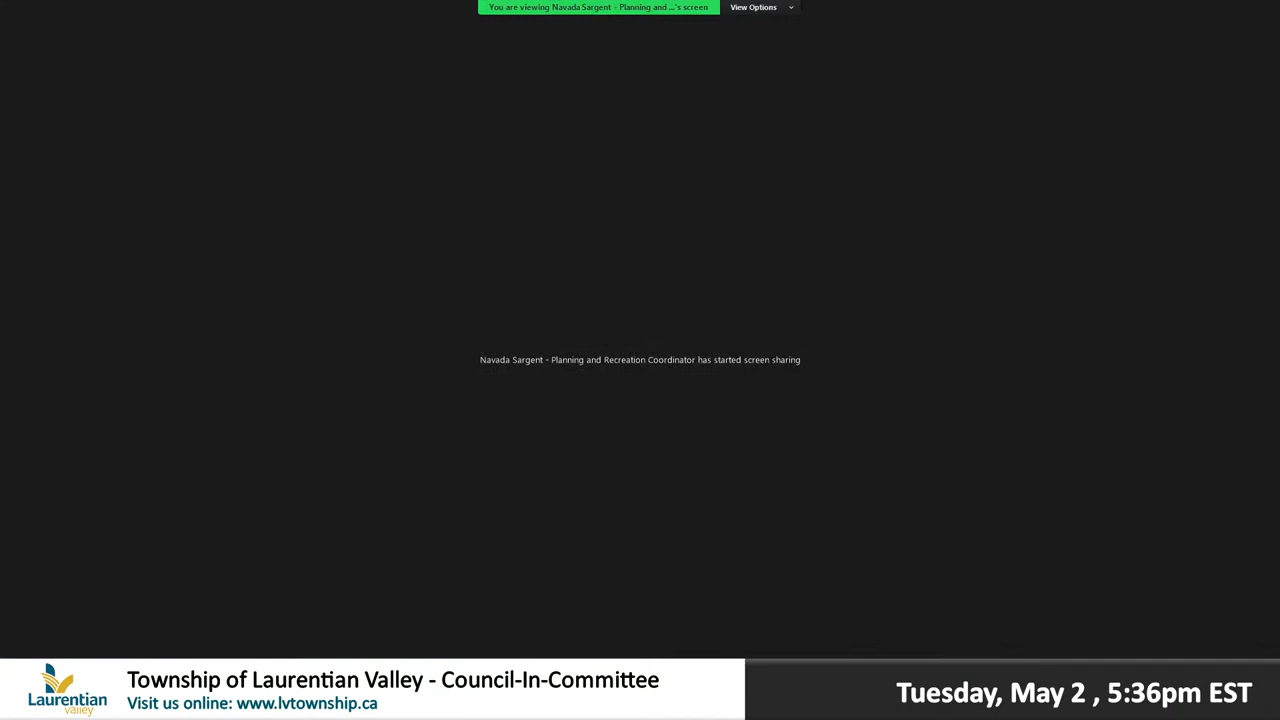 You are viewing Navada Sargent - Planning and ...'s screen
View Options
Navada Sargent - Planning and Recreation Coordinator has started screen sharing
Laurentian
valley
Township of Laurentian Valley - Council-In-Committee
Visit us online: www.lvtownship.ca
Tuesday, May 2 , 5:36pm EST